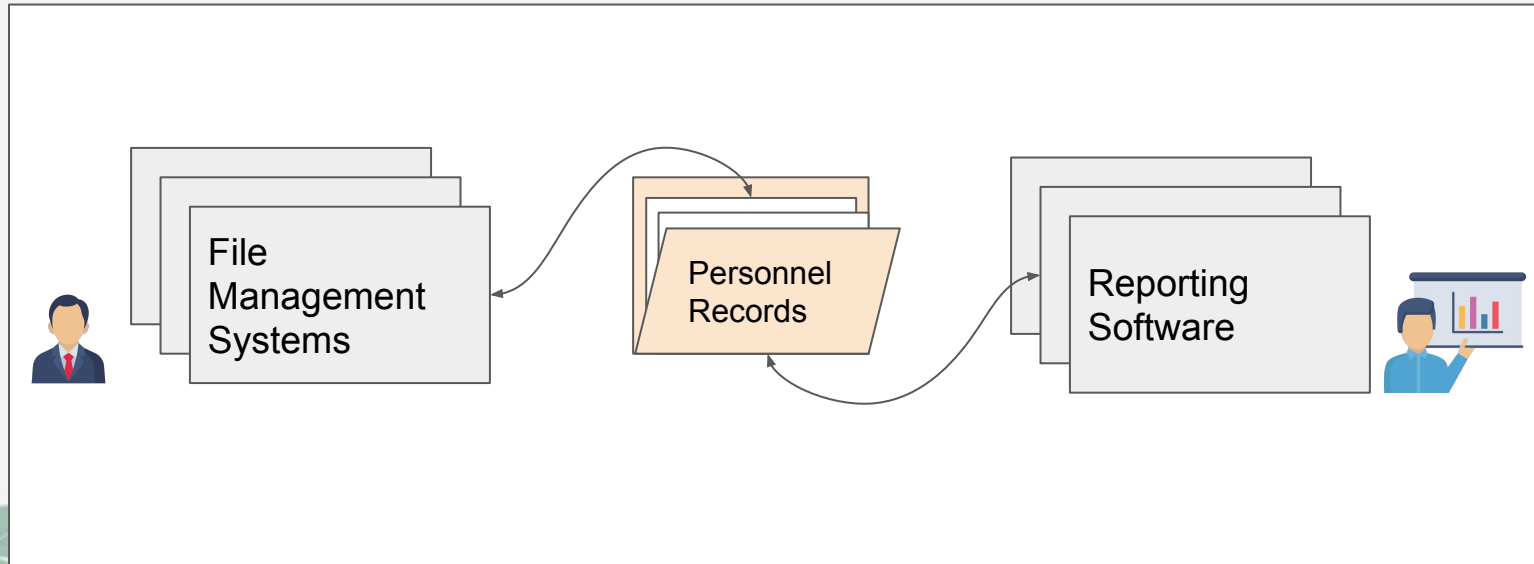 File
Management
Systems
Personnel
Records
Reporting
Software